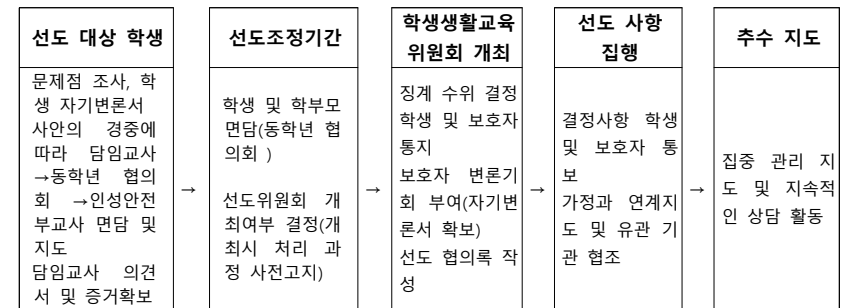 선도 대상 학생
문제점 조사, 학
생 자기변론서
사안의 경중에
따라 담임교사
→동학년 협의
회 →인성안전
부교사 면담 및
지도
담임교사 의견
서 및 증거확보
→
선도조정기간
학생 및 학부모
면담(동학년 협
의회 )
선도위원회 개
최여부 결정(개
최시 처리 과
정 사전고지)
→
학생생활교육
위원회 개최
징계 수위 결정
학생 및 보호자
통지
보호자 변론기
회 부여(자기변
론서 확보)
선도 협의록 작
성
→
선도 사항
집행
결정사항 학생
및 보호자 통
보
가정과 연계지
도 및 유관 기
관 협조
→
추수 지도
집중 관리 지
도 및 지속적
인 상담 활동